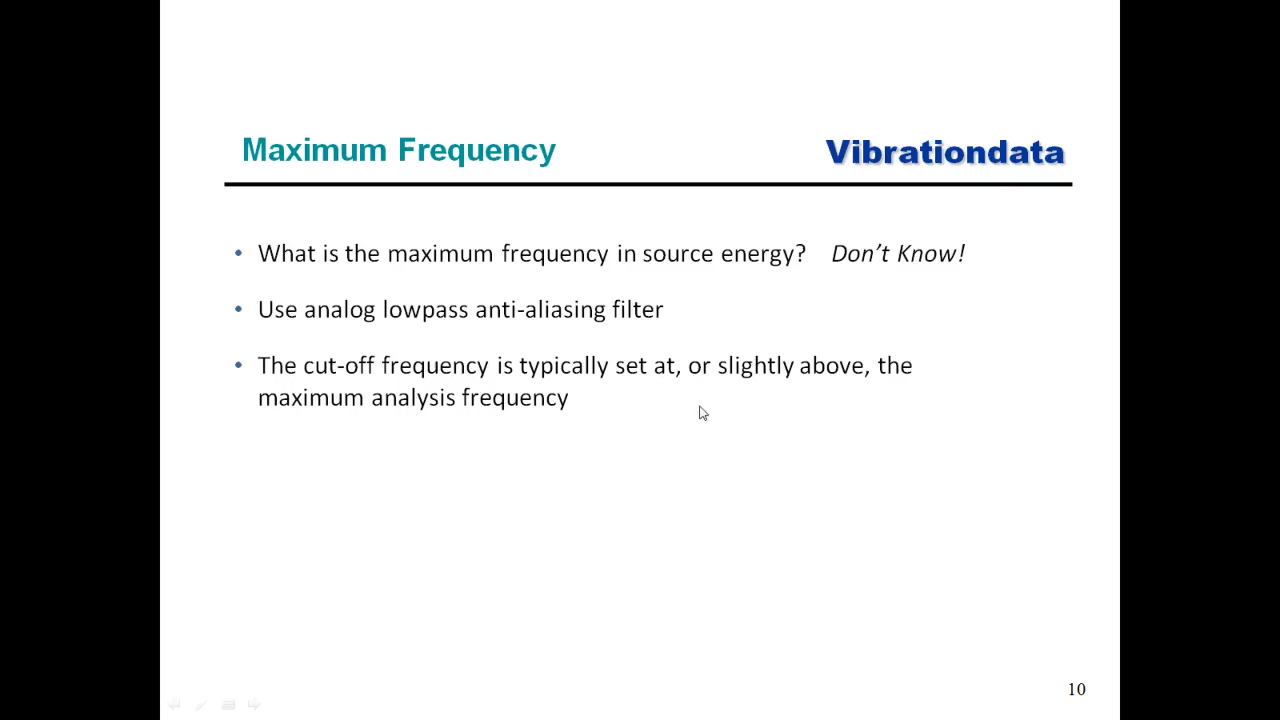 Maximum Frequency
Vibrationdata
• What is the maximum frequency in source energy? Don't Know!
• Use analog lowpass anti-aliasing filter
• The cut-off frequency is typically set at, or slightly above, the
maximum analysis frequency
10